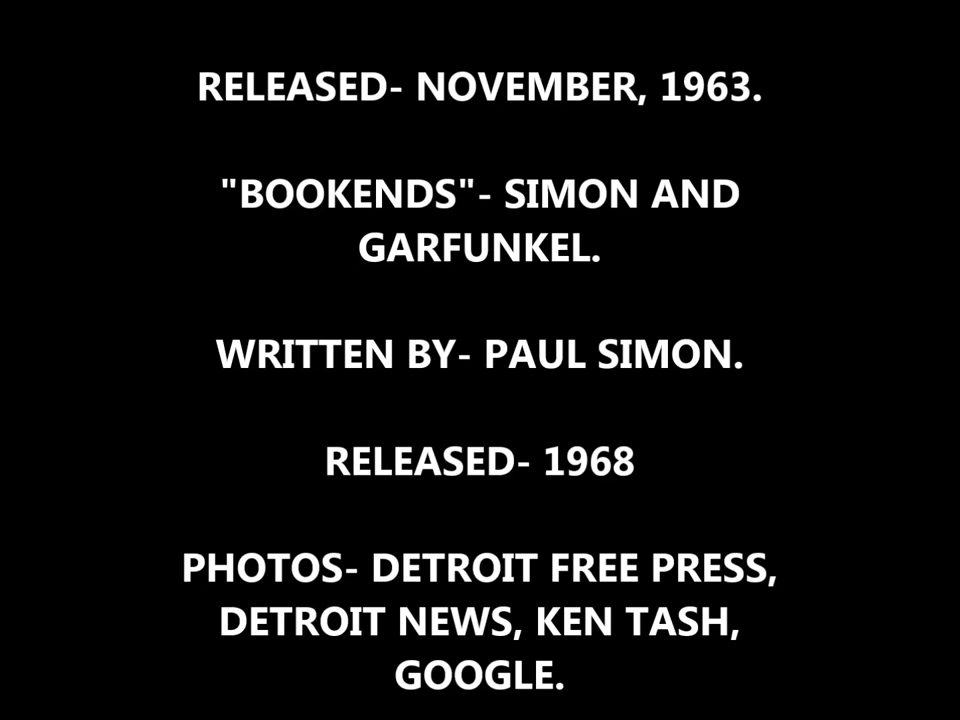 RELEASED- NOVEMBER, 1963.
"BOOKENDS"- SIMON AND
GARFUNKEL.
WRITTEN BY- PAUL SIMON.
RELEASED- 1968
PHOTOS- DETROIT FREE PRESS,
DETROIT NEWS, KEN TASH,
GOOGLE.